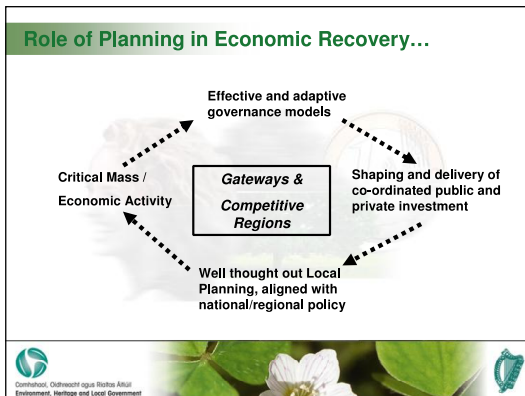 Role of Planning in Economic Recovery…
Effective and adaptive
governance models
Critical Mass /
Economic Activity
Gateways &
Competitive
Regions
Shaping and delivery of
co-ordinated public and
private investment
Well thought out Local
Planning, aligned with
national/regional policy
Comhshaol, Oidhreacht agus Rialtas Áitiúil
Environment, Heritage and Local Government